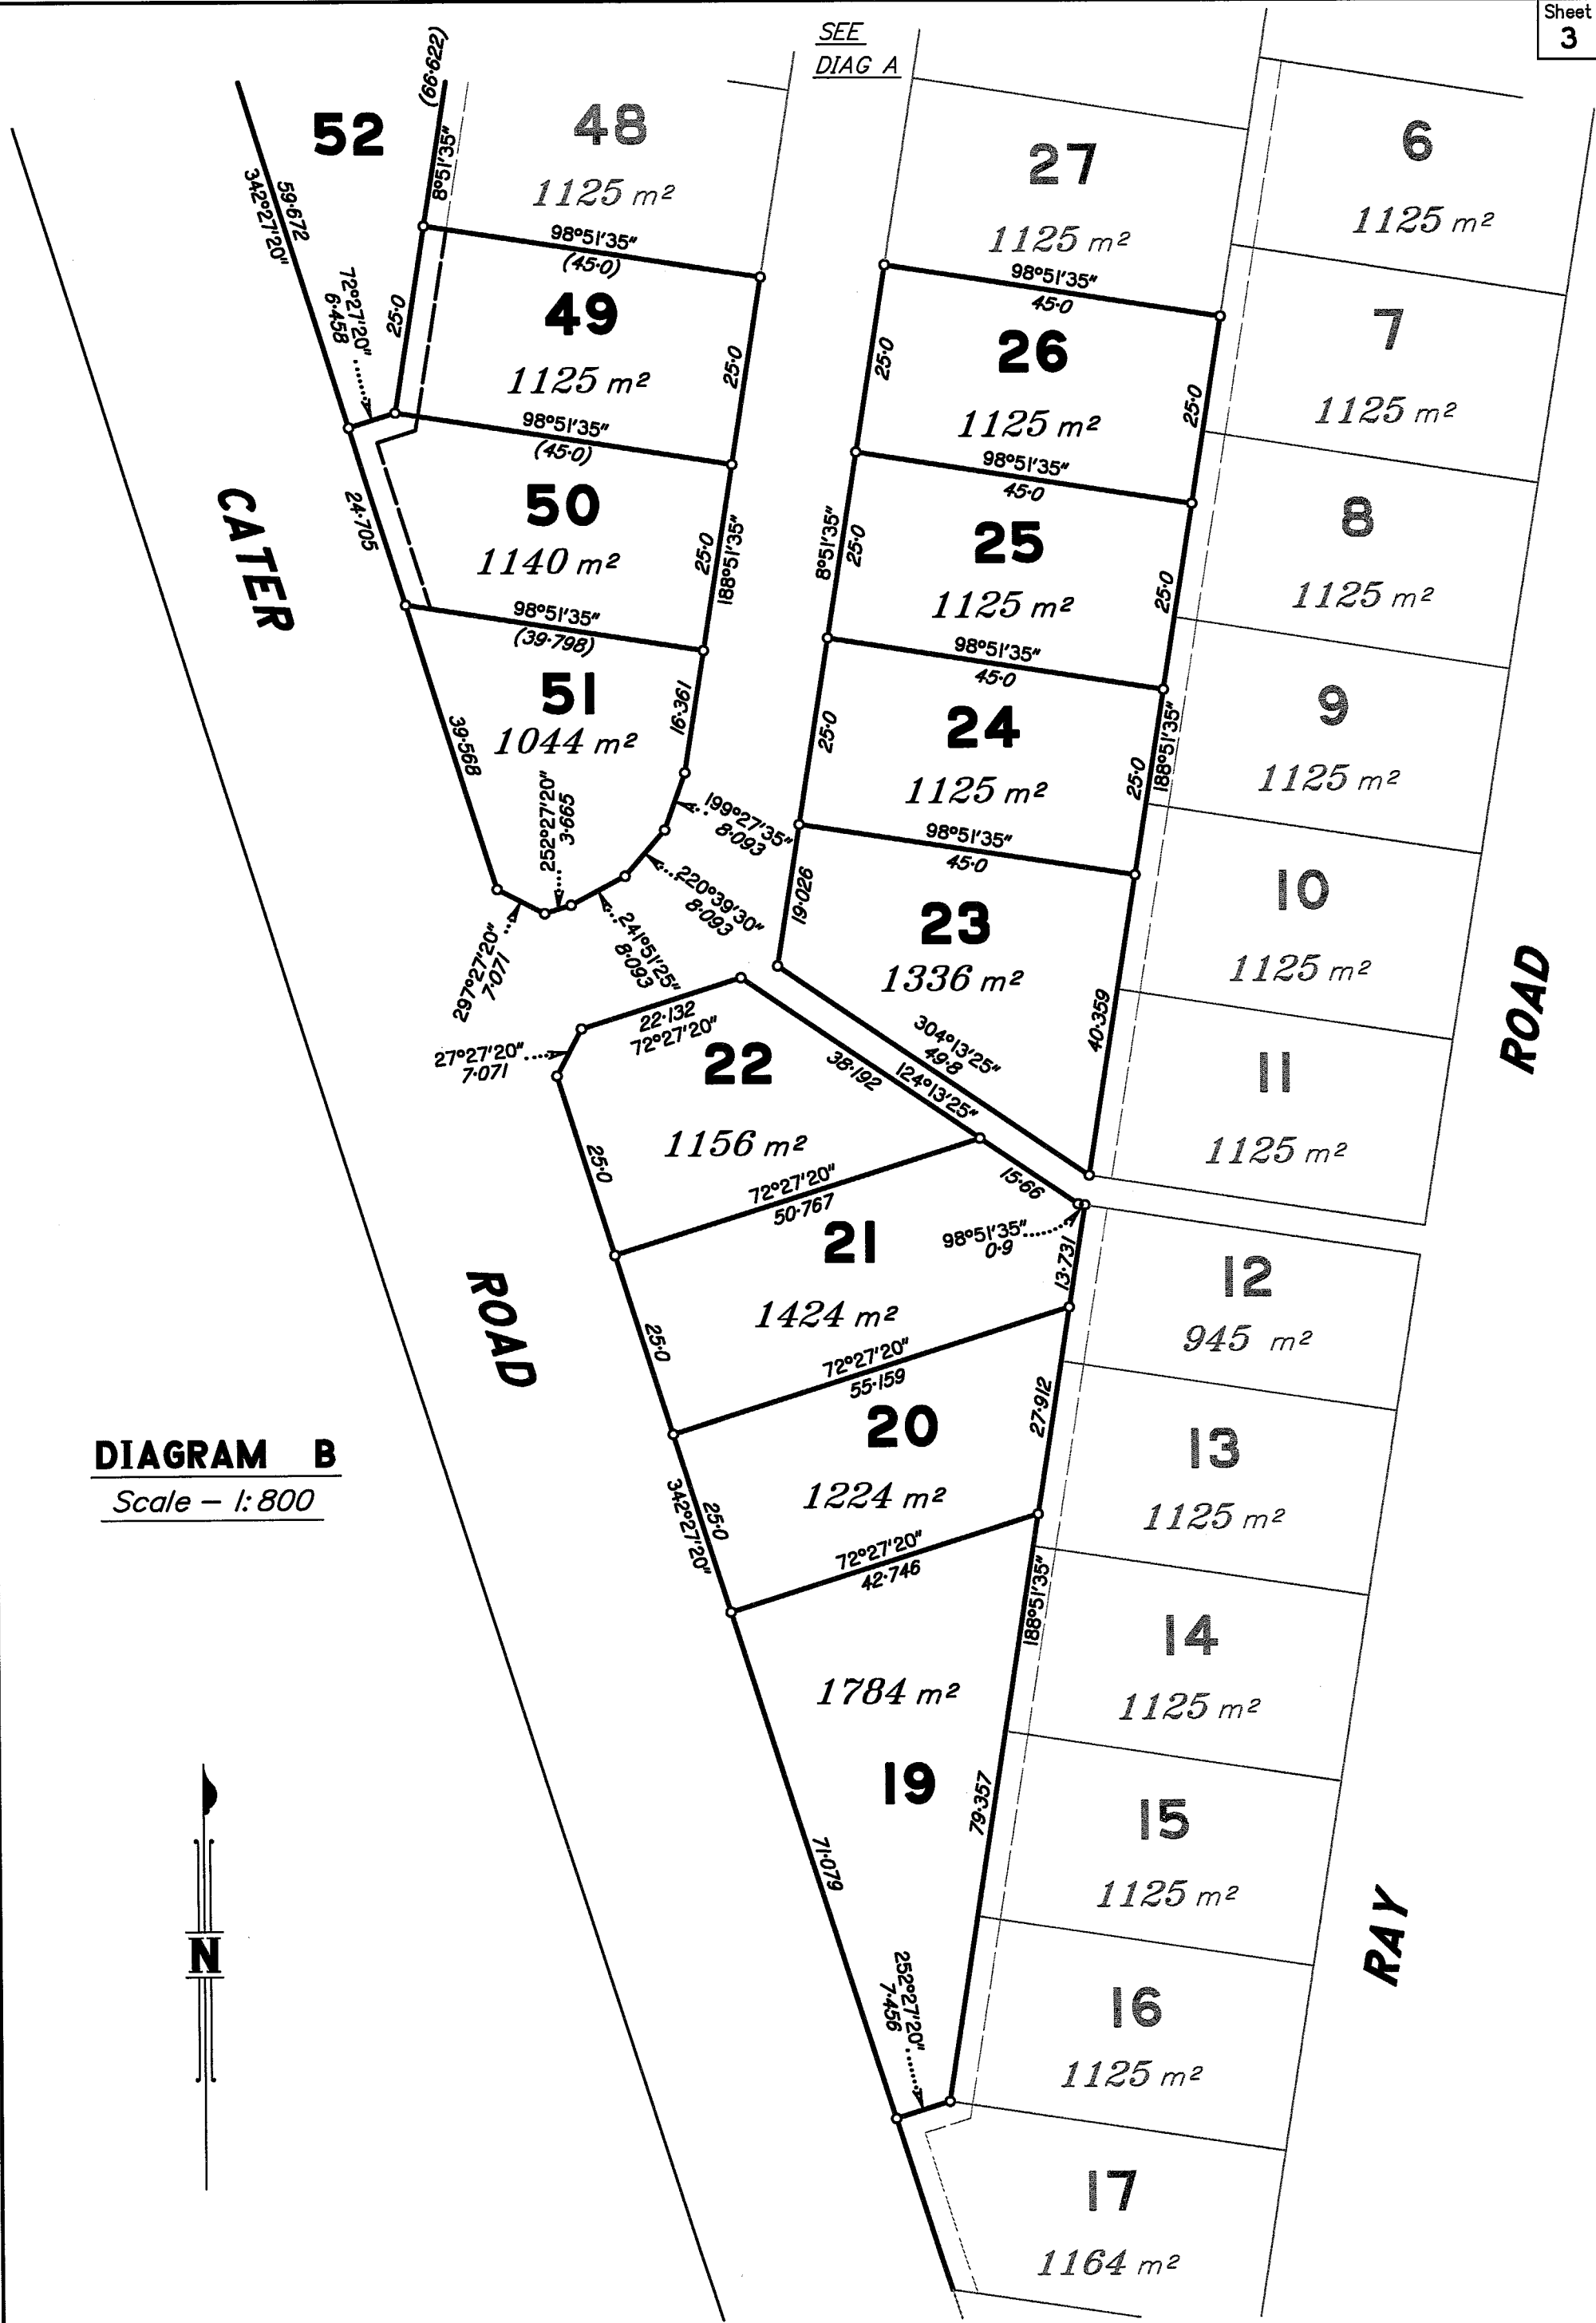 Sheet
3
SEE
DIAG A
52
(66·622)
8°51'35"
59·672
342°27'20"
48
1125 m²
27
1125 m²
6
1125 m²
98°51'35"
(45·0)
49
1125 m²
25·0
25·0
72°27'20"
6·458
98°51'35"
45·0
26
1125 m²
25·0
25·0
7
1125 m²
98°51'35"
(45·0)
50
1140 m²
24·705
25·0
188°51'35"
98°51'35"
45·0
25
1125 m²
8°51'35"
25·0
25·0
8
1125 m²
CATER
98°51'35"
(39·798)
51
1044 m²
39·568
16·361
252°27'20"
3·665
199°27'35"
8·093
220°39'30"
8·093
241°51'25"
8·093
297°27'20"
7·071
98°51'35"
45·0
24
1125 m²
25·0
25·0
188°51'35"
9
1125 m²
98°51'35"
45·0
23
1336 m²
19·026
40·359
304°13'25"
49·8
10
1125 m²
ROAD
22·132
72°27'20"
27°27'20"
7·071
22
1156 m²
38·192
124°13'25"
25·0
11
1125 m²
72°27'20"
50·767
15·66
98°51'35"
0·9
13·731
21
1424 m²
25·0
12
945 m²
ROAD
72°27'20"
55·159
20
1224 m²
27·912
25·0
342°27'20"
13
1125 m²
DIAGRAM B
Scale – 1:800
72°27'20"
42·746
188°51'35"
14
1125 m²
1784 m²
19
79·357
71·079
15
1125 m²
N
252°27'20"
7·456
16
1125 m²
RAY
17
1164 m²